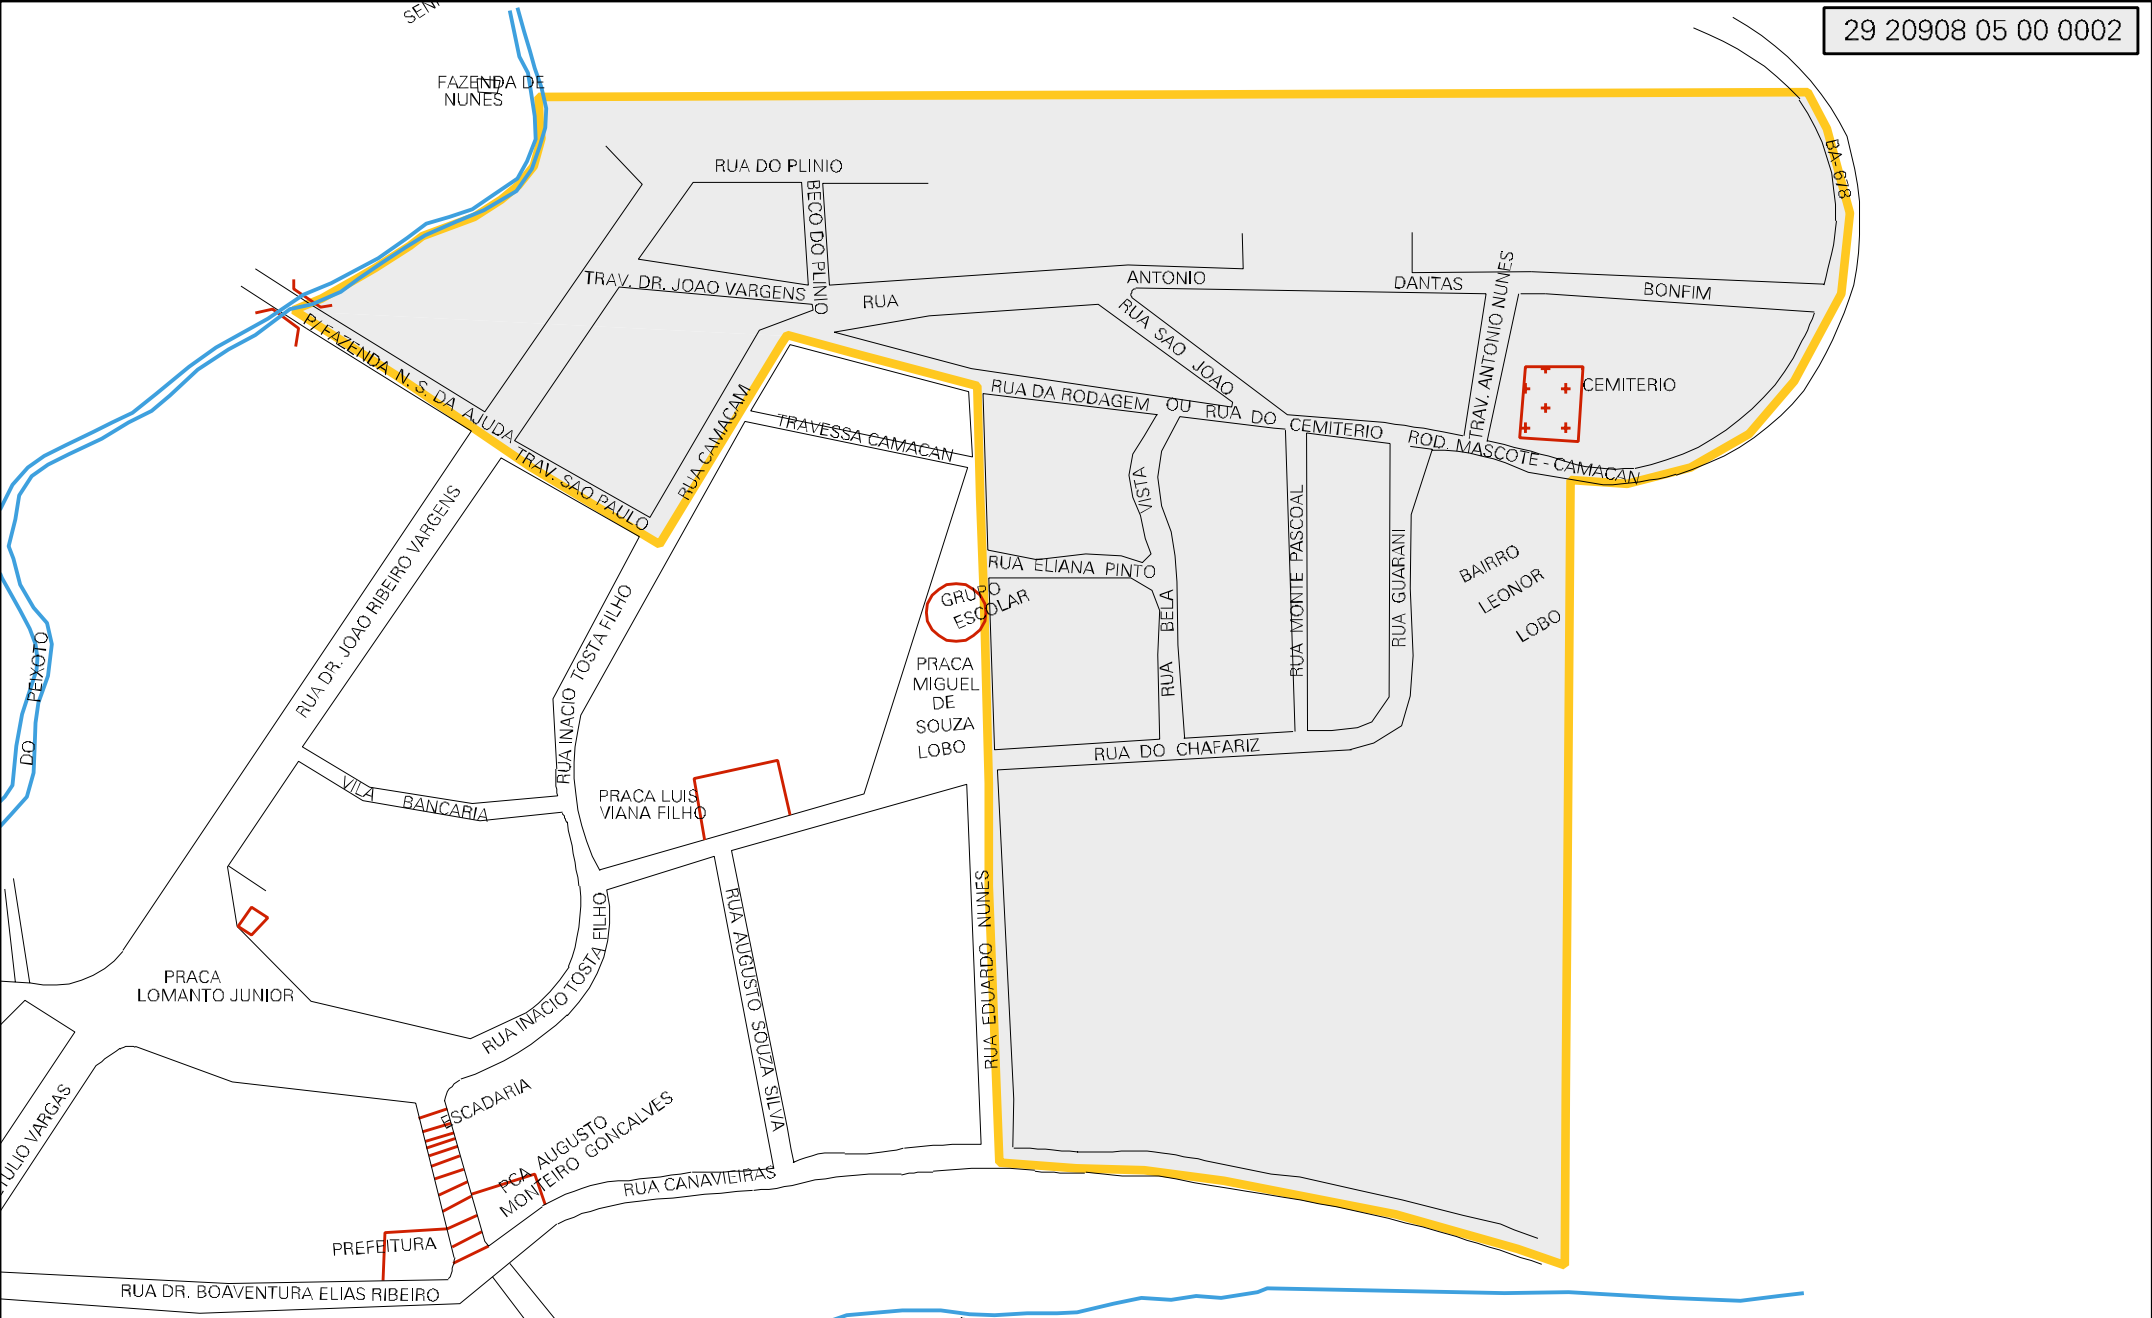 29 20908 05 00 0002
FAZENDA DE
NUNES
BA-678
RUA DO PLINIO
BECO DO PLINIO
TRAV. DR. JOAO VARGENS
RUA ANTONIO DANTAS BONFIM
TRAV. ANTONIO NUNES
RUA SAO JOAO
P/ FAZENDA N. S. DA AJUDA
CEMITERIO
RUA DA RODAGEM OU RUA DO CEMITERIO
ROD. MASCOTE - CAMACAN
RUA CAMACAM
TRAVESSA CAMACAN
TRAV. SAO PAULO
RUA DR. JOAO RIBEIRO VARGENS
RUA BELA VISTA
RUA MONTE PASCOAL
RUA GUARANI
BAIRRO
LEONOR
LOBO
RUA ELIANA PINTO
GRUPO
ESCOLAR
RUA INACIO TOSTA FILHO
DO PEIXOTO
PRACA
MIGUEL
DE
SOUZA
LOBO
RUA DO CHAFARIZ
VILA BANCARIA
PRACA LUIS
VIANA FILHO
RUA AUGUSTO SOUZA SILVA
RUA EDUARDO NUNES
RUA INACIO TOSTA FILHO
PRACA
LOMANTO JUNIOR
ESCADARIA
PCA. AUGUSTO
MONTEIRO GONCALVES
RUA CANAVIEIRAS
TULIO VARGAS
PREFEITURA
RUA DR. BOAVENTURA ELIAS RIBEIRO